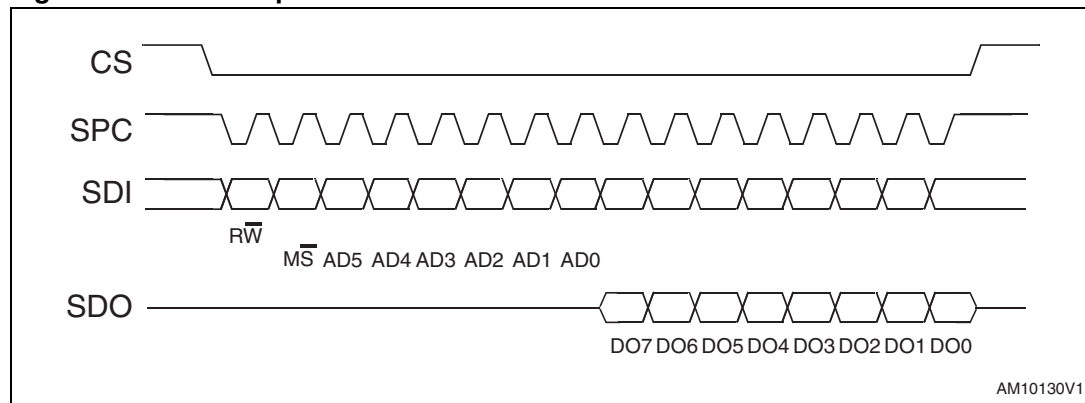 CS
SPC
SDI
RW
MS AD5 AD4 AD3 AD2 AD1 AD0
SDO
DO7 DO6 DO5 DO4 DO3 DO2 DO1 DO0
AM10130V1